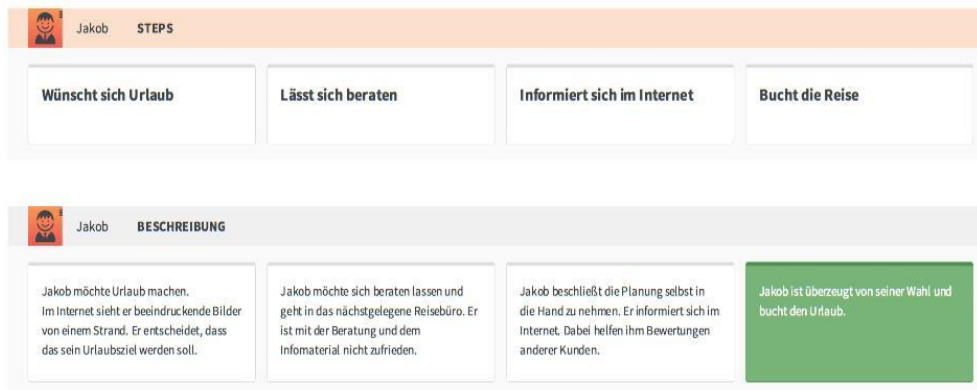 Jakob STEPS
Wünscht sich Urlaub
Lässt sich beraten
Informiert sich im Internet
Bucht die Reise
Jakob BESCHREIBUNG
Jakob möchte Urlaub machen.
Im Internet sieht er beeindruckende Bilder
von einem Strand. Er entscheidet, dass
das sein Urlaubsziel werden soll.
Jakob möchte sich beraten lassen und
geht in das nächstgelegene Reisebüro. Er
ist mit der Beratung und dem
Infomaterial nicht zufrieden.
Jakob beschließt die Planung selbst in
die Hand zu nehmen. Er informiert sich im
Internet. Dabei helfen ihm Bewertungen
anderer Kunden.
Jakob ist überzeugt von seiner Wahl und
bucht den Urlaub.